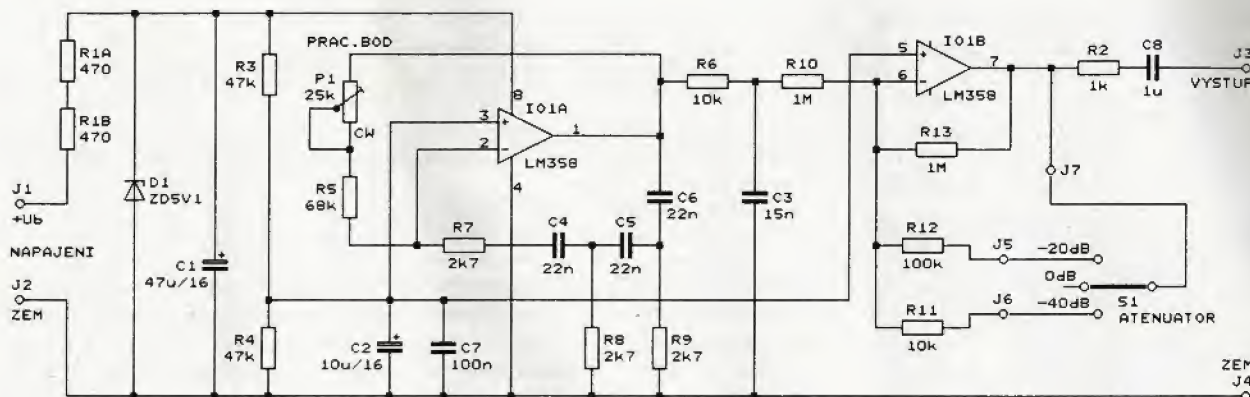 R1A
470
R1B
470
J1
+Ub
NAPAJENI
J2
ZEM
D1
ZD5V1
C1
47u/16
R3
47k
R4
47k
PRAC.BOD
P1
25k
CW
R5
68k
3
2
8
4
1
IO1A
LM358
R7
2k7
C4
22n
C5
22n
C6
22n
C2
10u/16
C7
100n
R8
2k7
R9
2k7
R6
10k
R10
1M
C3
15n
5
6
7
IO1B
LM358
R13
1M
R12
100k
R11
10k
J5
-20dB
0dB
J6
-40dB
J7
S1
ATENUATOR
R2
1k
C8
1u
J3
VYSTUP
ZEM
J4